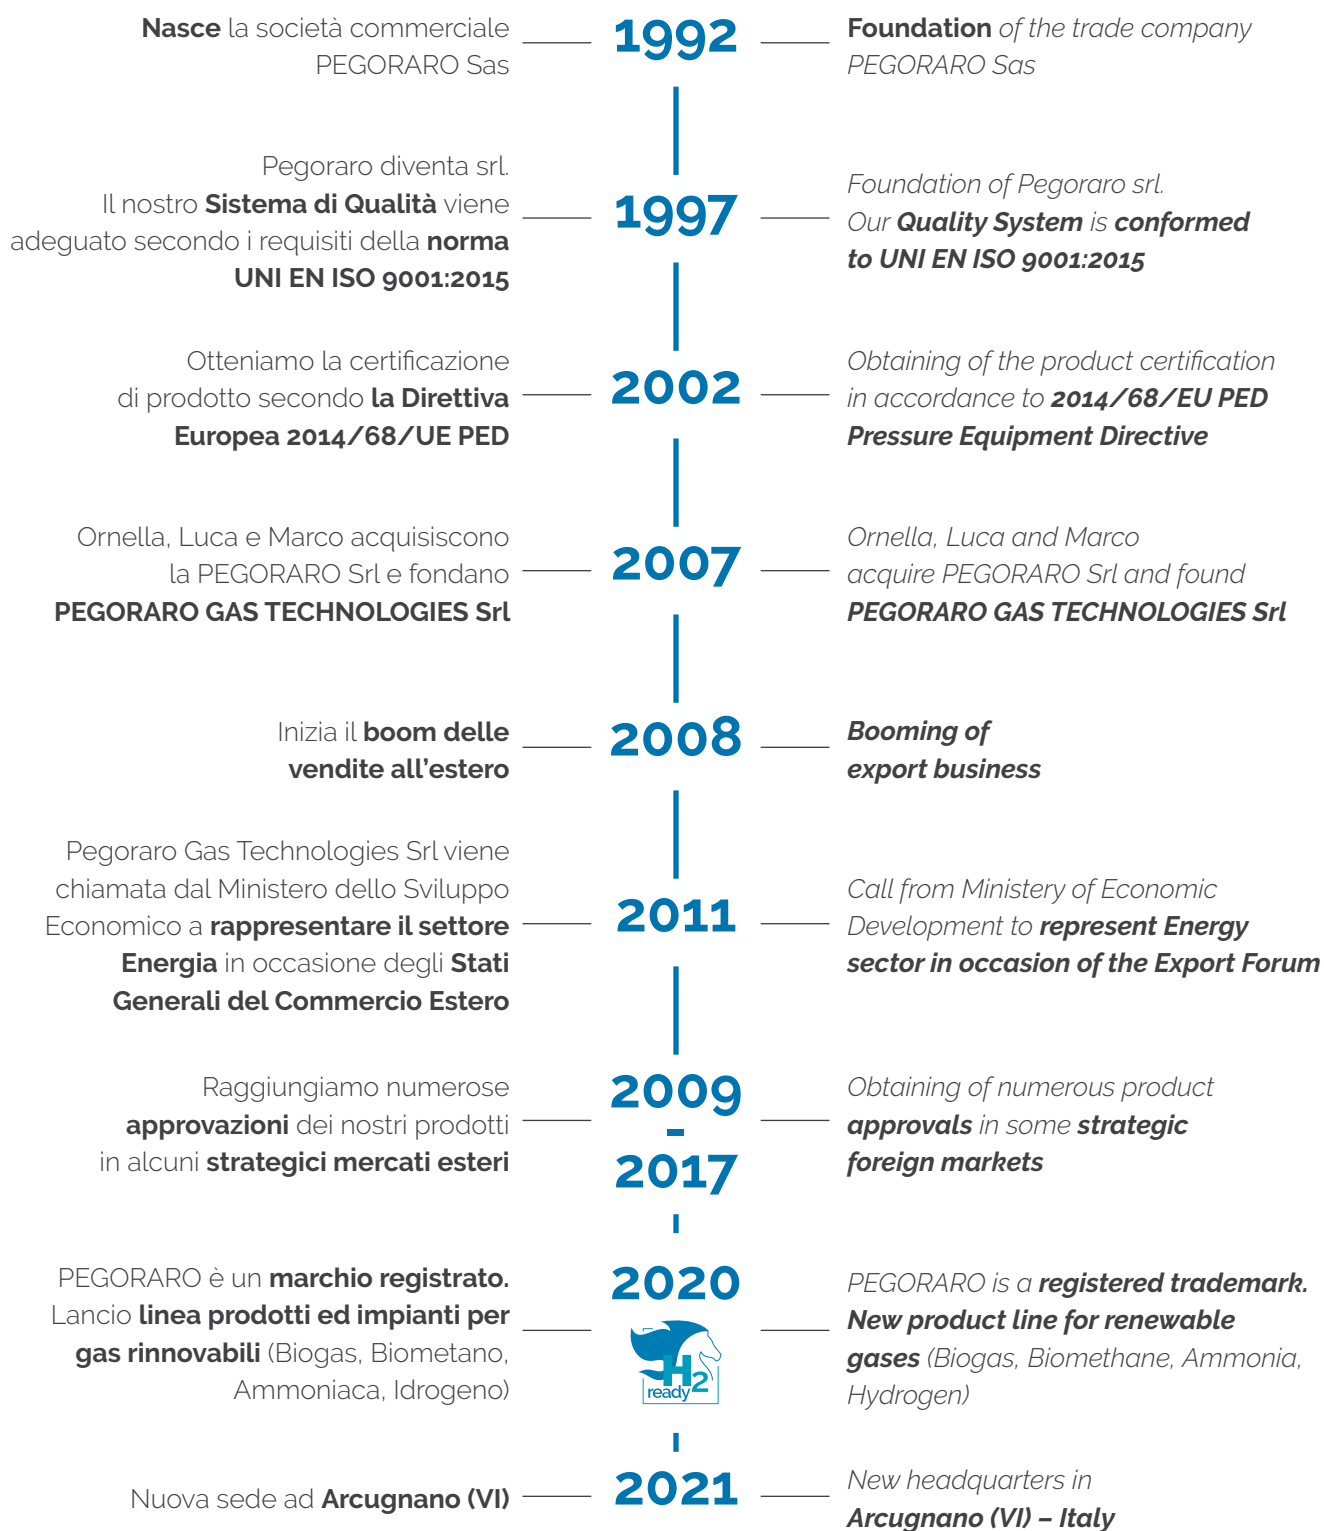 Nasce la società commerciale
PEGORARO Sas
1992
Foundation of the trade company
PEGORARO Sas
Pegoraro diventa srl.
Il nostro Sistema di Qualità viene
adeguato secondo i requisiti della norma
UNI EN ISO 9001:2015
1997
Foundation of Pegoraro srl.
Our Quality System is conformed
to UNI EN ISO 9001:2015
Otteniamo la certificazione
di prodotto secondo la Direttiva
Europea 2014/68/UE PED
2002
Obtaining of the product certification
in accordance to 2014/68/EU PED
Pressure Equipment Directive
Ornella, Luca e Marco acquisiscono
la PEGORARO Srl e fondano
PEGORARO GAS TECHNOLOGIES Srl
2007
Ornella, Luca and Marco
acquire PEGORARO Srl and found
PEGORARO GAS TECHNOLOGIES Srl
Inizia il boom delle
vendite all'estero
2008
Booming of
export business
Pegoraro Gas Technologies Srl viene
chiamata dal Ministero dello Sviluppo
Economico a rappresentare il settore
Energia in occasione degli Stati
Generali del Commercio Estero
2011
Call from Ministery of Economic
Development to represent Energy
sector in occasion of the Export Forum
Raggiungiamo numerose
approvazioni dei nostri prodotti
in alcuni strategici mercati esteri
2009
-
2017
Obtaining of numerous product
approvals in some strategic
foreign markets
PEGORARO è un marchio registrato.
Lancio linea prodotti ed impianti per
gas rinnovabili (Biogas, Biometano,
Ammoniaca, Idrogeno)
2020
H2
ready
PEGORARO is a registered trademark.
New product line for renewable
gases (Biogas, Biomethane, Ammonia,
Hydrogen)
Nuova sede ad Arcugnano (VI)
2021
New headquarters in
Arcugnano (VI) – Italy